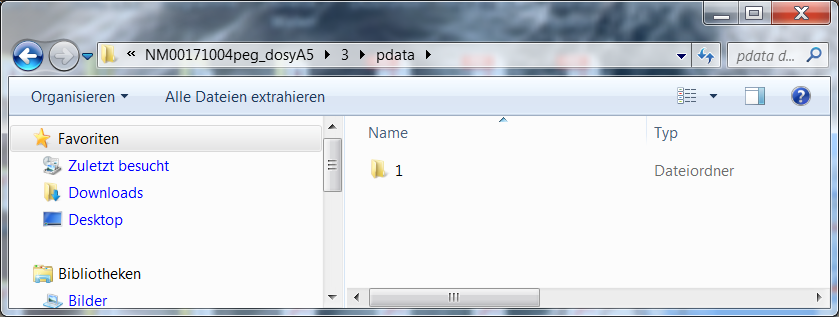 « NM00171004peg_dosyA5 3 pdata pdata d...
Organisieren Alle Dateien extrahieren
Favoriten
Zuletzt besucht
Downloads
Desktop
Bibliotheken
Bilder
Name Typ
1 Dateiordner